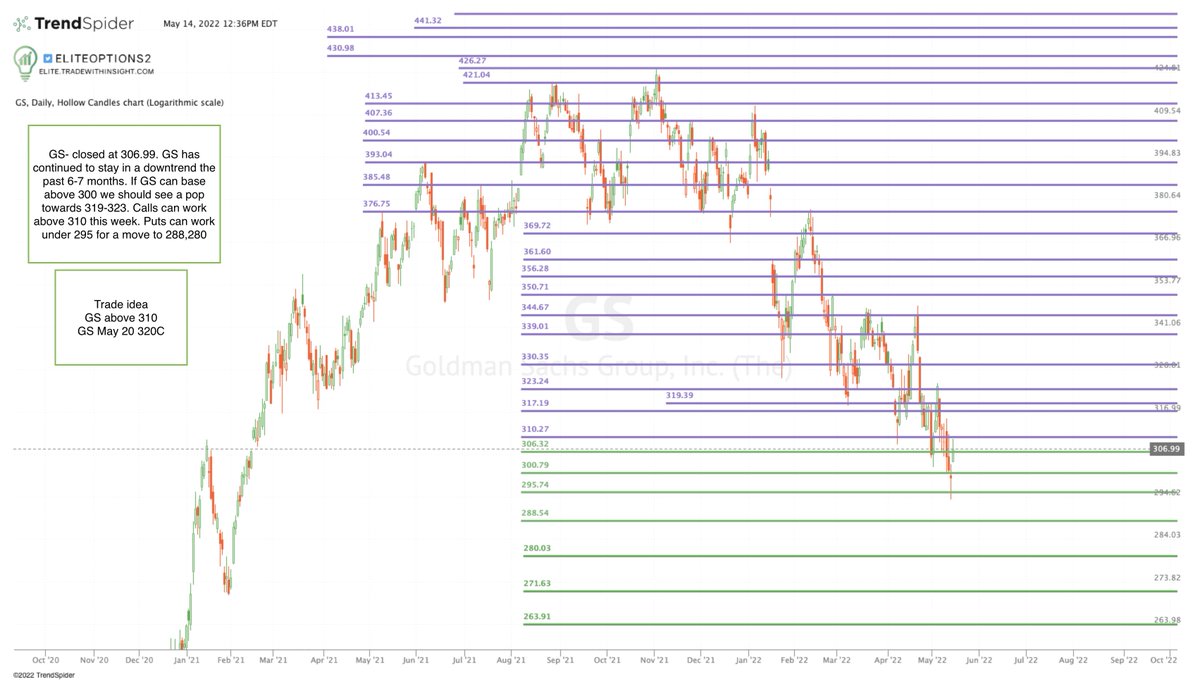 TrendSpider
May 14, 2022 12:36PM EDT
ELITEOPTIONS2
ELITE.TRADEWITHINSIGHT.COM
GS, Daily, Hollow Candles chart (Logarithmic scale)
GS- closed at 306.99. GS has
continued to stay in a downtrend the
past 6-7 months. If GS can base
above 300 we should see a pop
towards 319-323. Calls can work
above 310 this week. Puts can work
under 295 for a move to 288,280
Trade idea
GS above 310
GS May 20 320C
441.32
438.01
430.98
426.27
421.04
413.45
407.36
400.54
393.04
385.48
376.75
369.72
361.60
356.28
350.71
344.67
339.01
330.35
323.24
319.39
317.19
310.27
306.32
300.79
295.74
288.54
280.03
271.63
263.91
GS
Goldman Sachs Group, Inc. (The)
424.81
409.54
394.83
380.64
366.96
353.77
341.06
316.99
306.99
294.62
284.03
273.82
263.98
Oct '20 Nov '20 Dec '20 Jan '21 Feb '21 Mar '21 Apr '21 May '21 Jun '21 Jul '21 Aug '21 Sep '21 Oct '21 Nov '21 Dec '21 Jan '22 Feb '22 Mar '22 Apr '22 May '22 Jun '22 Jul '22 Aug '22 Sep '22 Oct '22
©2022 TrendSpider